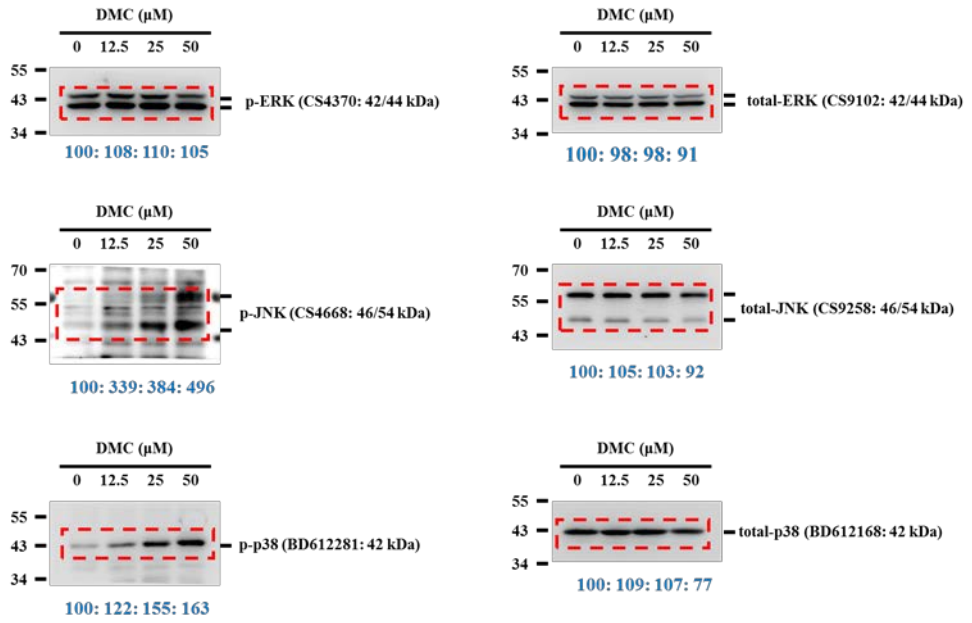 DMC (μM)
0 12.5 25 50
55
43
34
p-ERK (CS4370: 42/44 kDa)
100: 108: 110: 105
DMC (μM)
0 12.5 25 50
55
43
34
total-ERK (CS9102: 42/44 kDa)
100: 98: 98: 91
DMC (μM)
0 12.5 25 50
70
55
43
p-JNK (CS4668: 46/54 kDa)
100: 339: 384: 496
DMC (μM)
0 12.5 25 50
70
55
43
total-JNK (CS9258: 46/54 kDa)
100: 105: 103: 92
DMC (μM)
0 12.5 25 50
55
43
34
p-p38 (BD612281: 42 kDa)
100: 122: 155: 163
DMC (μM)
0 12.5 25 50
55
43
34
total-p38 (BD612168: 42 kDa)
100: 109: 107: 77